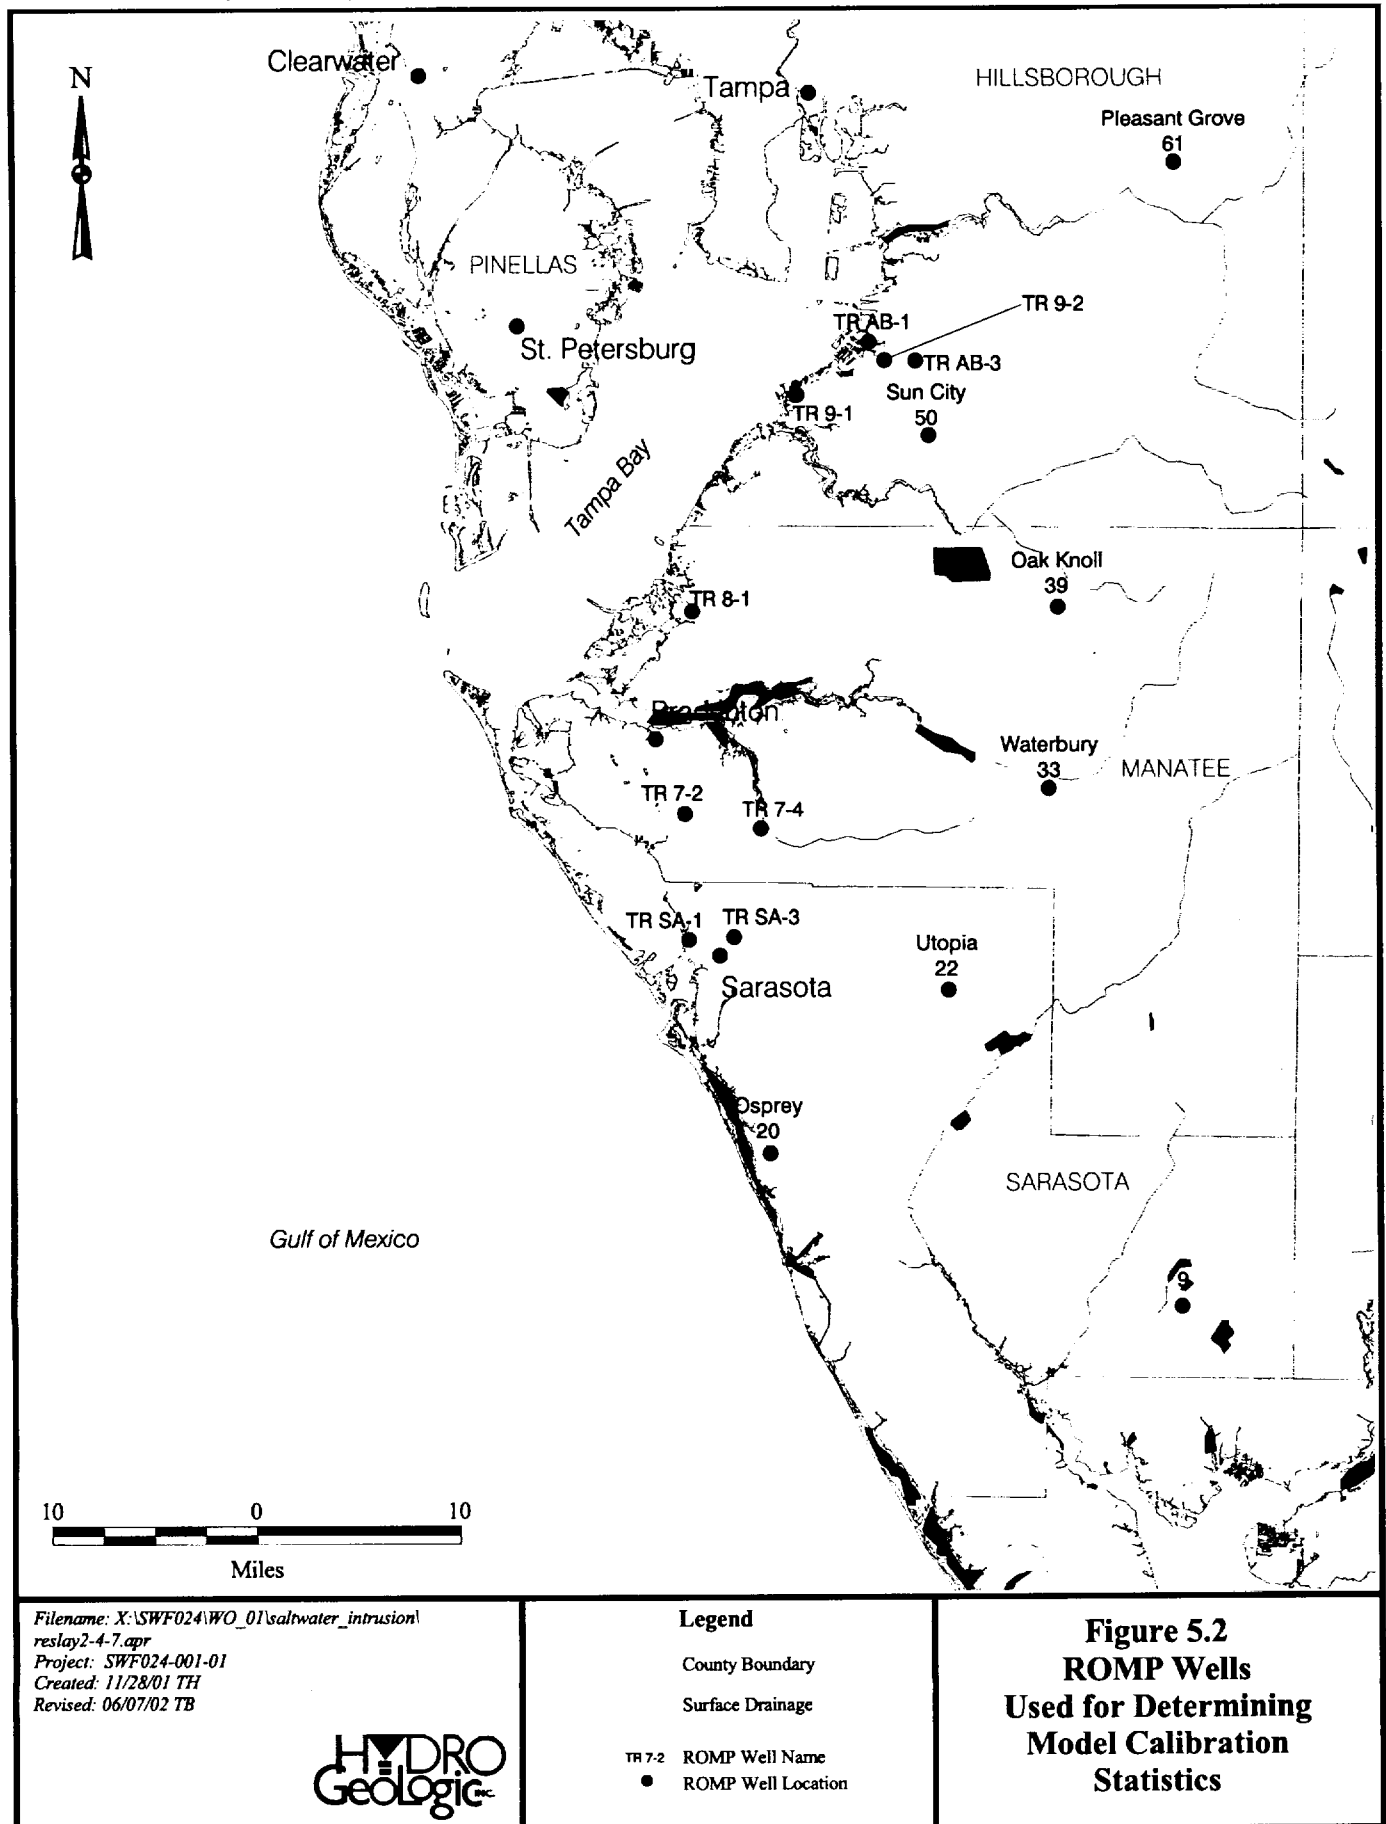 Clearwater
N
Tampa
HILLSBOROUGH
Pleasant Grove
61
PINELLAS
TR 9-2
TR AB-1
St. Petersburg
TR AB-3
Sun City
50
TR 9-1
Tampa Bay
Oak Knoll
39
TR 8-1
Waterbury
33
MANATEE
TR 7-2
TR 7-4
TR SA-1
TR SA-3
Utopia
22
Sarasota
Osprey
20
SARASOTA
Gulf of Mexico
9
10 0 10
Miles
Filename: X:\SWF024\WO_01\saltwater_intrusion\
reslay2-4-7.apr
Project: SWF024-001-01
Created: 11/28/01 TH
Revised: 06/07/02 TB
HYDRO
GeoLogic INC.
Legend
County Boundary
Surface Drainage
TR 7-2 ROMP Well Name
ROMP Well Location
Figure 5.2
ROMP Wells
Used for Determining
Model Calibration
Statistics